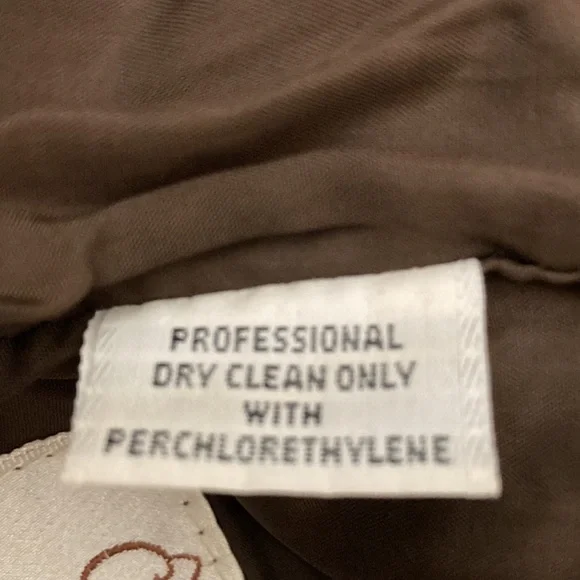 PROFESSIONAL
DRY CLEAN ONLY
WITH
PERCHLORETHYLENE